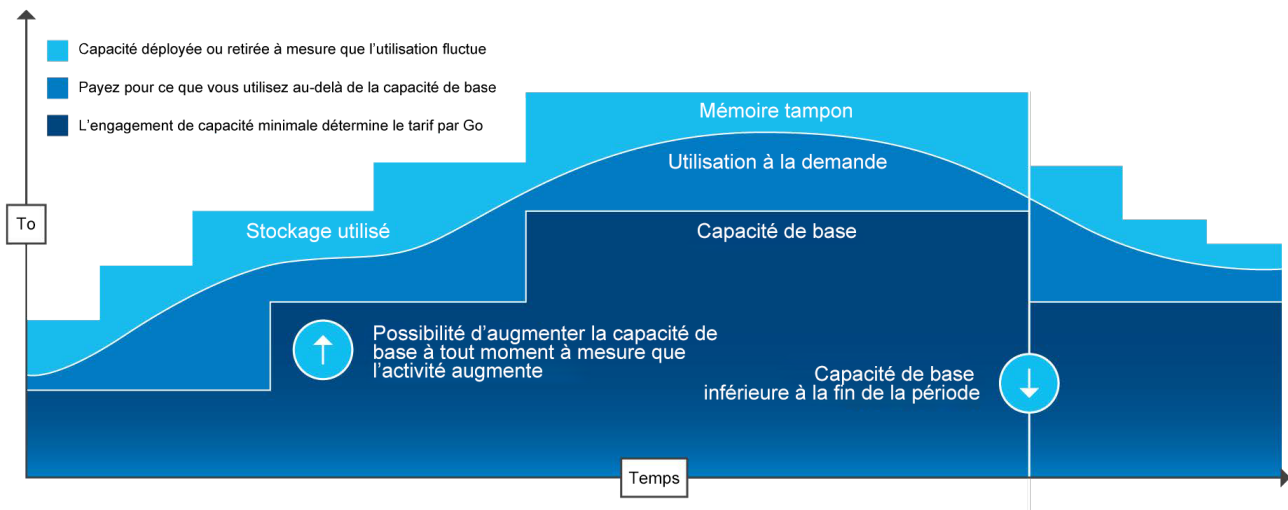 Capacité déployée ou retirée à mesure que l’utilisation fluctue
Payez pour ce que vous utilisez au-delà de la capacité de base
L’engagement de capacité minimale détermine le tarif par Go
Mémoire tampon
Utilisation à la demande
To
Stockage utilisé
Capacité de base
Possibilité d’augmenter la capacité de
base à tout moment à mesure que
l’activité augmente
Capacité de base
inférieure à la fin de la période
Temps